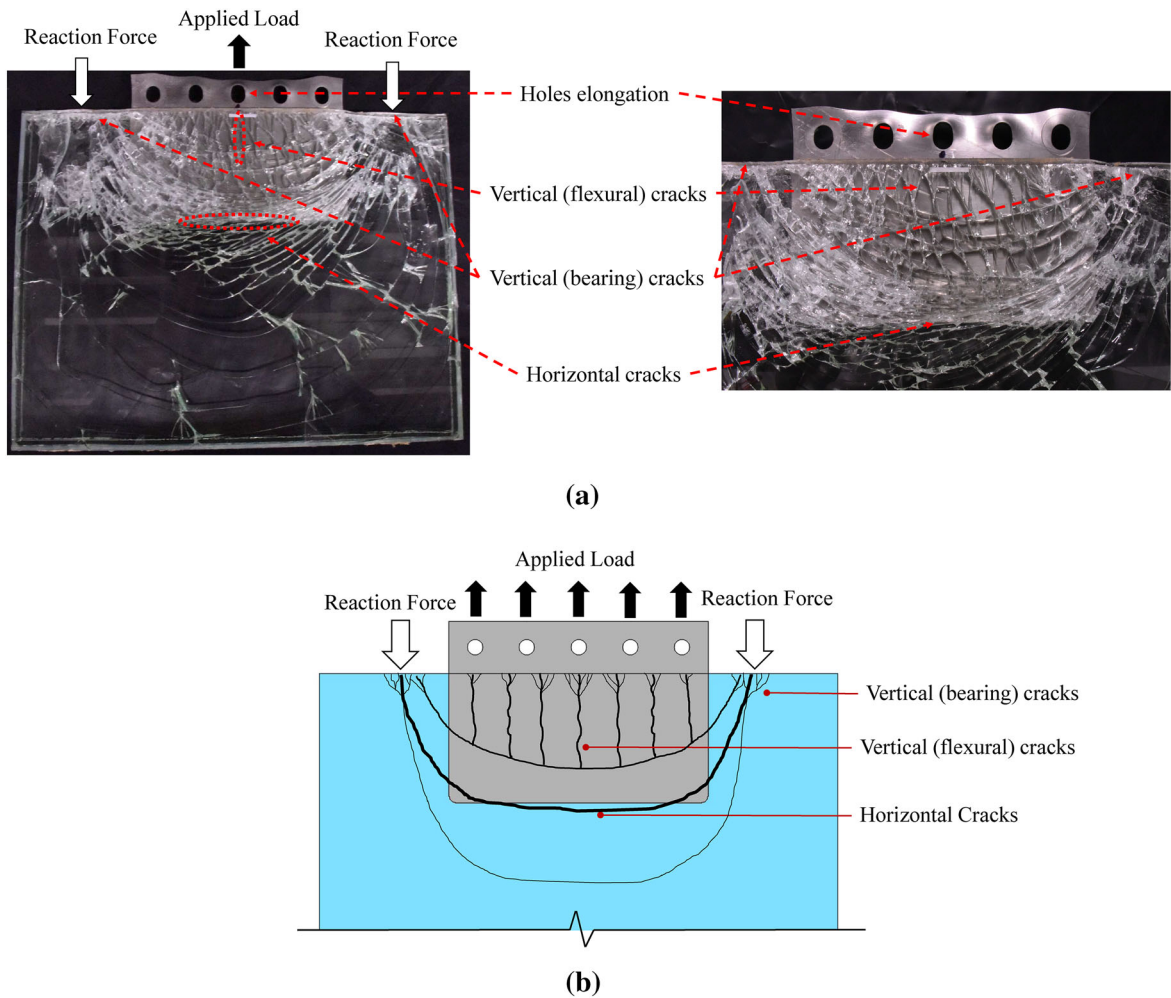 Applied Load
Reaction Force
Reaction Force
Holes elongation
Vertical (flexural) cracks
Vertical (bearing) cracks
Horizontal cracks
(a)
Applied Load
Reaction Force
Reaction Force
Vertical (bearing) cracks
Vertical (flexural) cracks
Horizontal Cracks
(b)